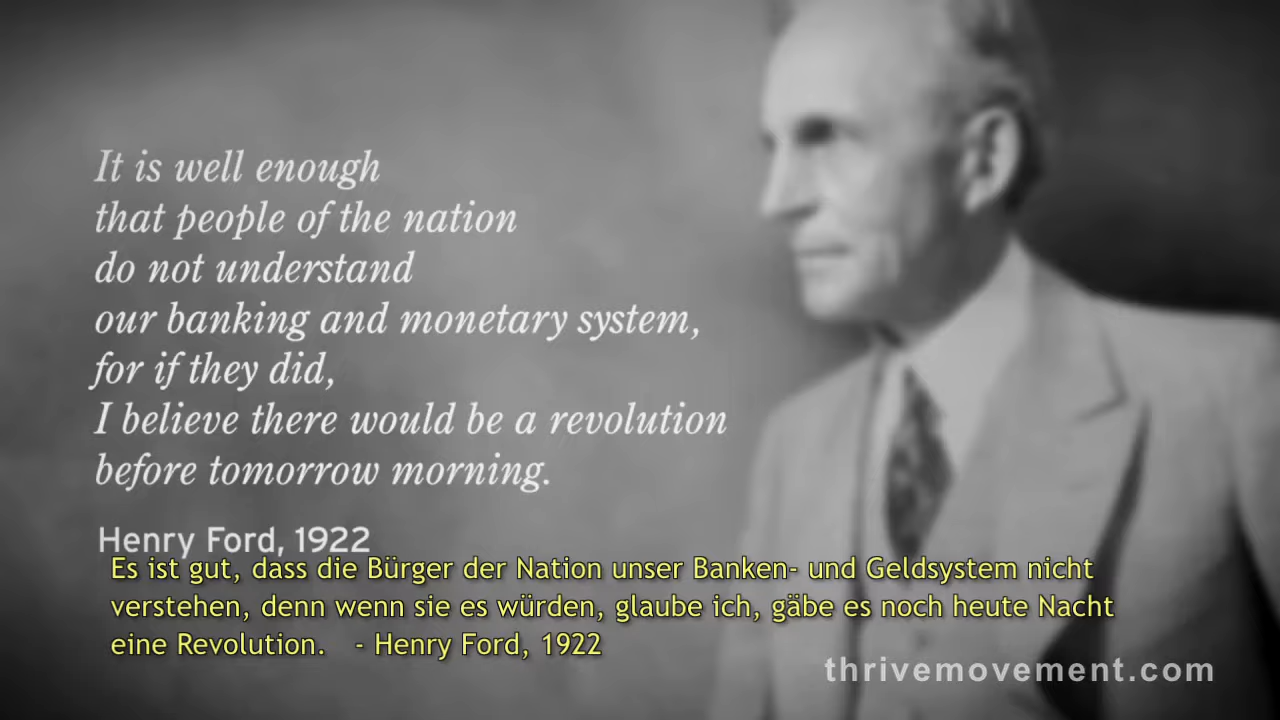 It is well enough
that people of the nation
do not understand
our banking and monetary system,
for if they did,
I believe there would be a revolution
before tomorrow morning.
Henry Ford, 1922
Es ist gut, dass die Bürger der Nation unser Banken- und Geldsystem nicht
verstehen, denn wenn sie es würden, glaube ich, gäbe es noch heute Nacht
eine Revolution. - Henry Ford, 1922
thrivemovement.com